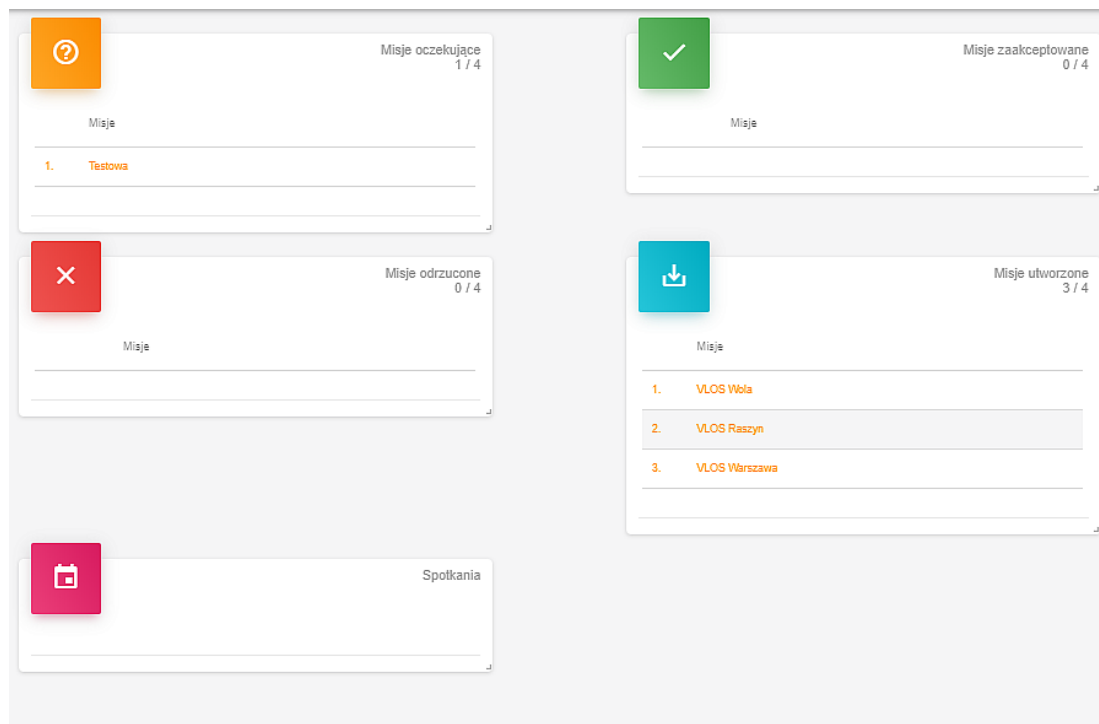 Misje oczekujące
1 / 4
Misje
1. Testowa
Misje zaakceptowane
0 / 4
Misje
Misje odrzucone
0 / 4
Misje
Misje utworzone
3 / 4
Misje
1. VLOS Wola
2. VLOS Raszyn
3. VLOS Warszawa
Spotkania